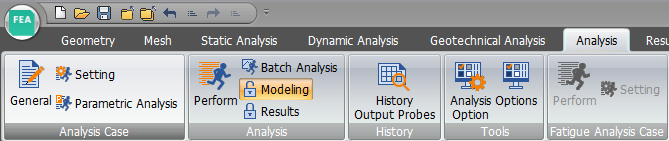 FEA
Geometry Mesh Static Analysis Dynamic Analysis Geotechnical Analysis Analysis Resu
General
Setting
Parametric Analysis
Analysis Case
Perform
Batch Analysis
Modeling
Results
Analysis
History
Output Probes
History
Analysis
Option
Options
Tools
Perform
Setting
Fatigue Analysis Case